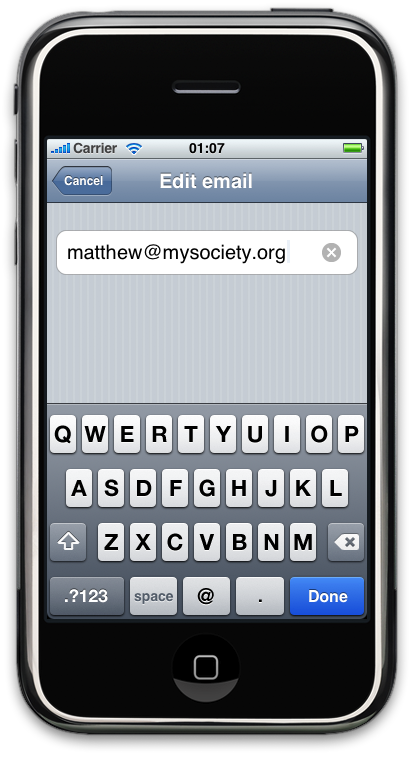 Carrier 01:07
Cancel Edit email
matthew@mysociety.org
Q W E R T Y U I O P
A S D F G H J K L
Z X C V B N M
.?123 space @ . Done